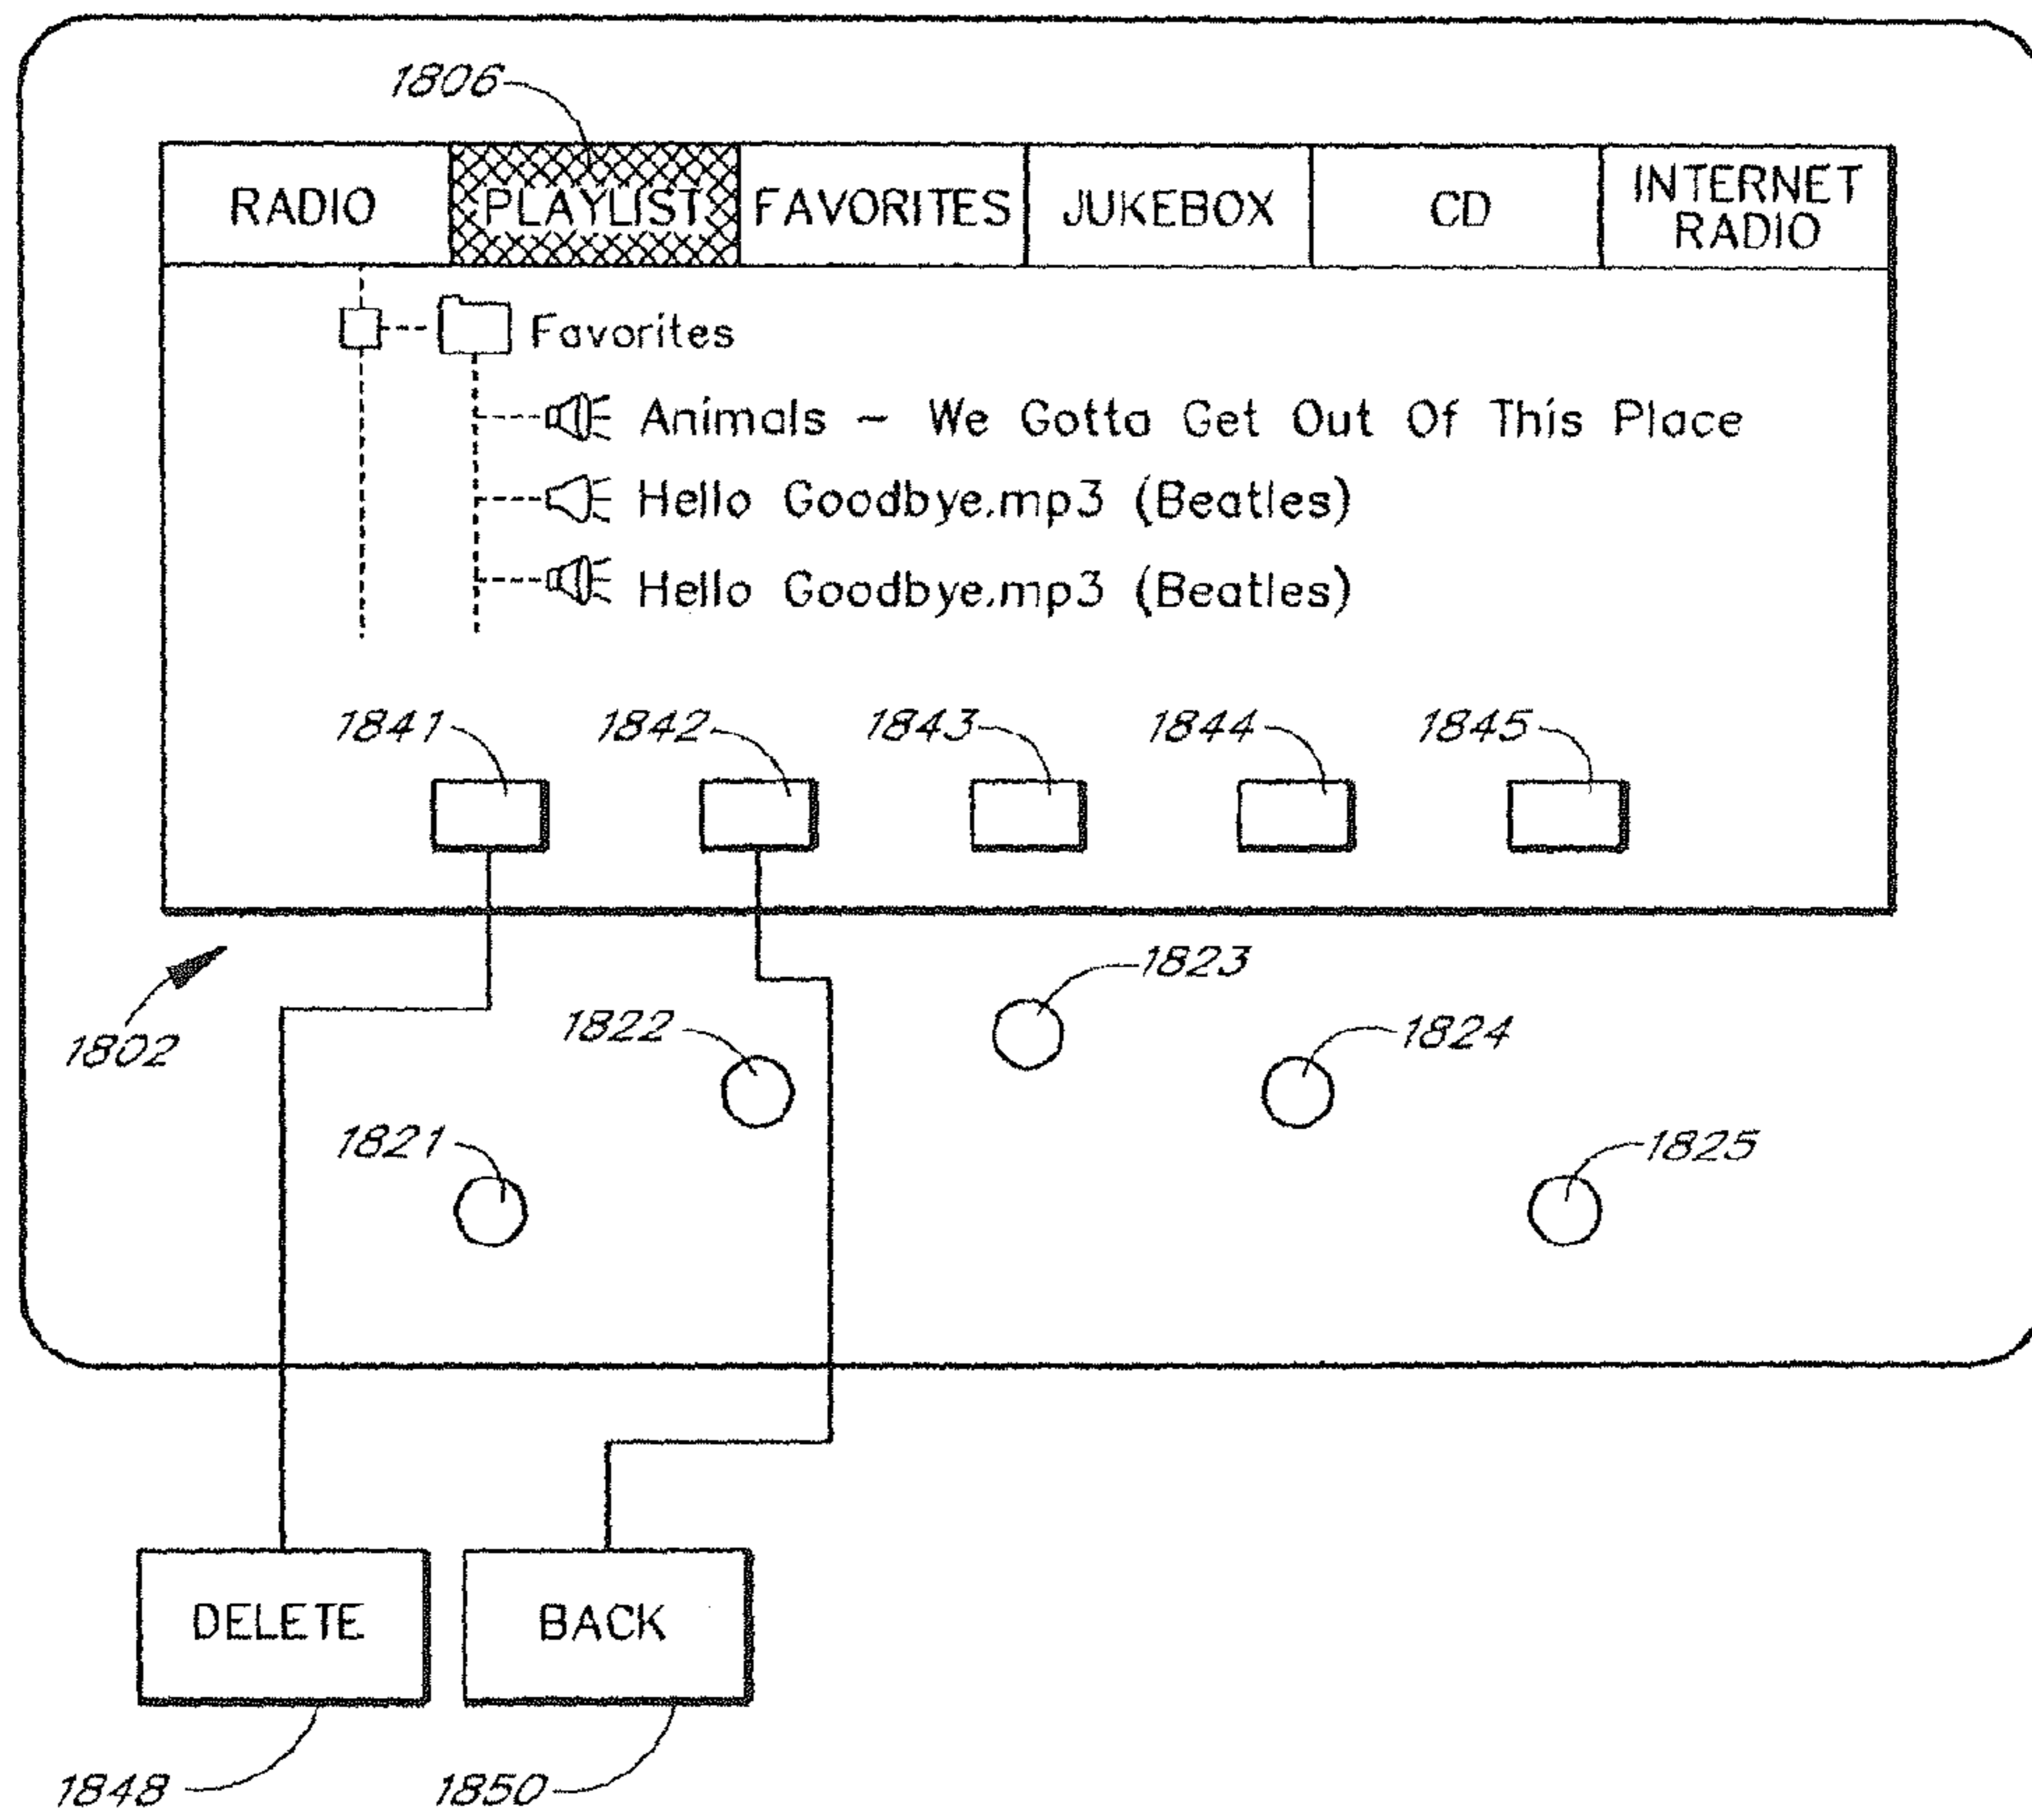 1806
RADIO PLAYLIST FAVORITES JUKEBOX CD INTERNET RADIO
Favorites
Animals - We Gotta Get Out Of This Place
Hello Goodbye.mp3 (Beatles)
Hello Goodbye.mp3 (Beatles)
1841 1842 1843 1844 1845
1823
1802 1822 1824
1821 1825
DELETE BACK
1848 1850